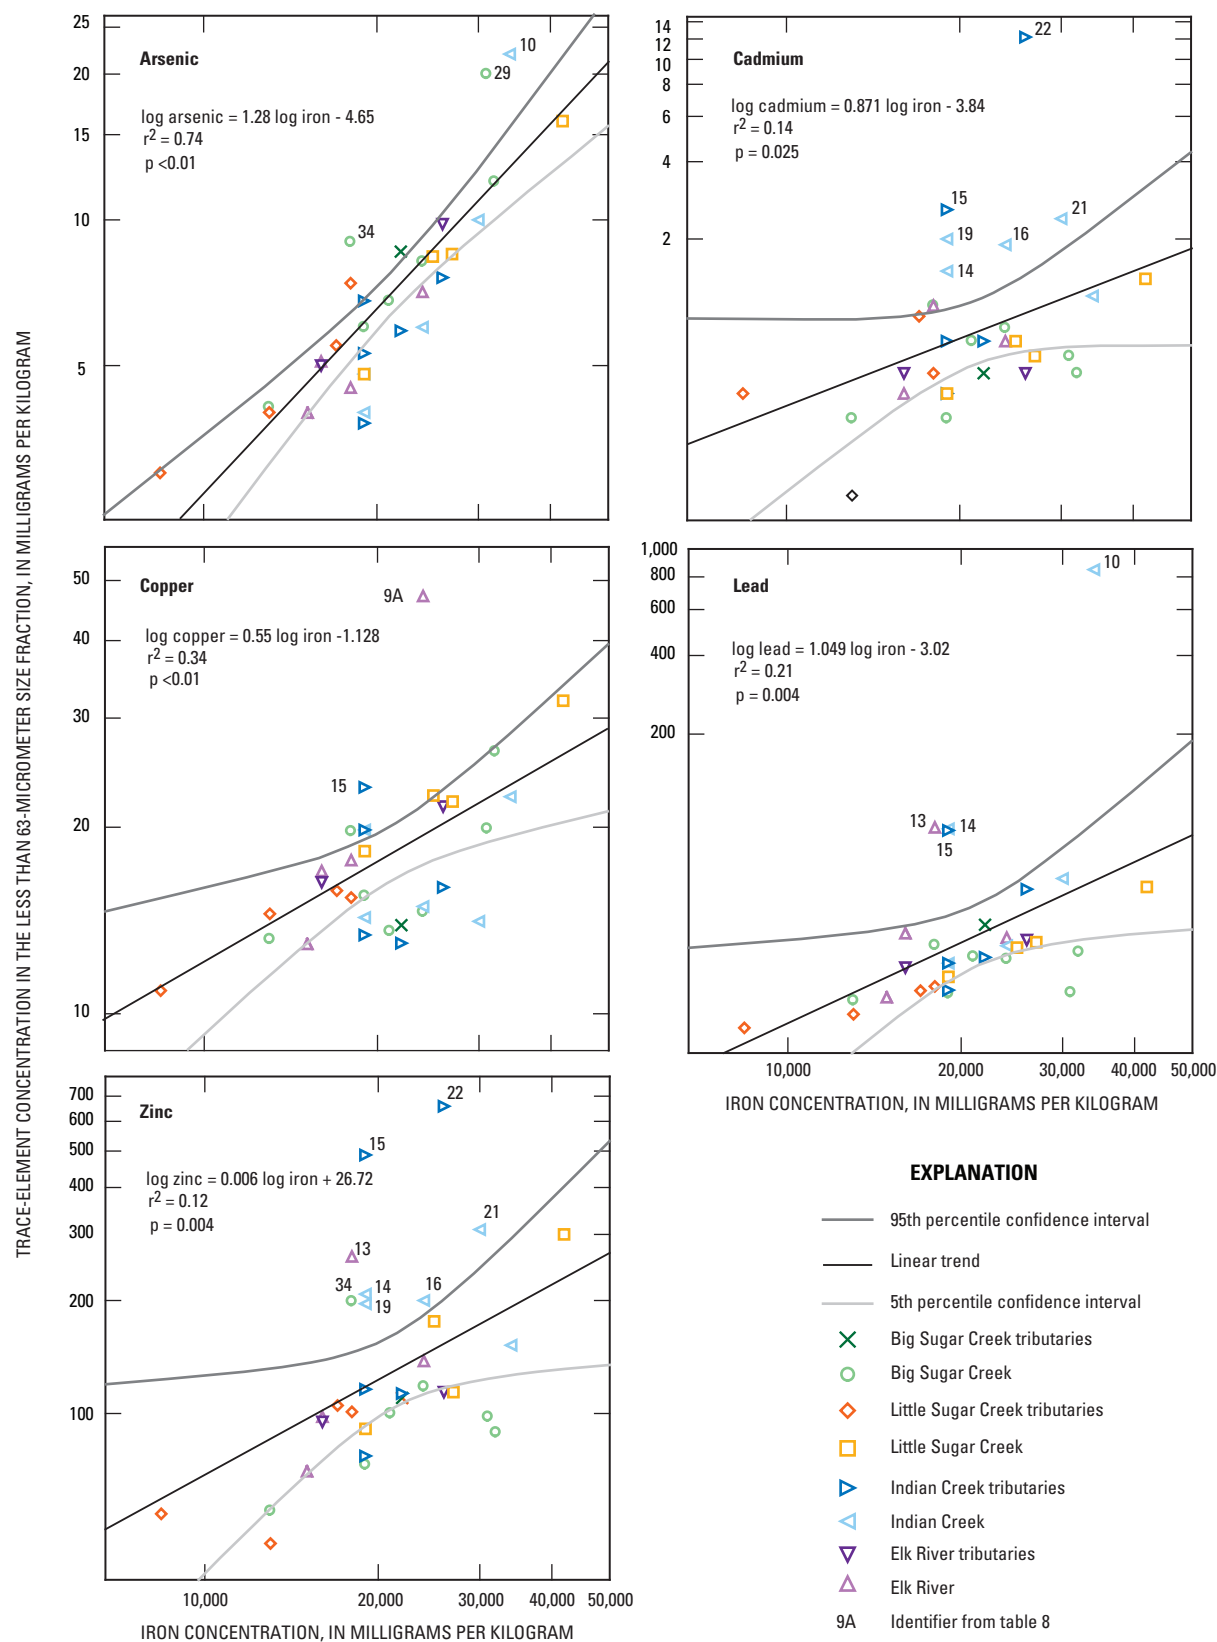 TRACE-ELEMENT CONCENTRATION IN THE LESS THAN 63-MICROMETER SIZE FRACTION, IN MILLIGRAMS PER KILOGRAM
25
20
15
10
5
Arsenic
log arsenic = 1.28 log iron - 4.65
r2 = 0.74
p <0.01
10
29
34
14
12
10
8
6
4
2
Cadmium
log cadmium = 0.871 log iron - 3.84
r2 = 0.14
p = 0.025
22
15
21
19
16
14
50
40
30
20
10
Copper
log copper = 0.55 log iron -1.128
r2 = 0.34
p <0.01
9A
15
1,000
800
600
400
200
Lead
log lead = 1.049 log iron - 3.02
r2 = 0.21
p = 0.004
10
13
14
15
10,000
20,000
30,000
40,000
50,000
IRON CONCENTRATION, IN MILLIGRAMS PER KILOGRAM
700
600
500
400
300
200
100
Zinc
log zinc = 0.006 log iron + 26.72
r2 = 0.12
p = 0.004
22
15
21
13
34
14
19
16
10,000
20,000
30,000
40,000
50,000
IRON CONCENTRATION, IN MILLIGRAMS PER KILOGRAM
EXPLANATION
95th percentile confidence interval
Linear trend
5th percentile confidence interval
Big Sugar Creek tributaries
Big Sugar Creek
Little Sugar Creek tributaries
Little Sugar Creek
Indian Creek tributaries
Indian Creek
Elk River tributaries
Elk River
9A Identifier from table 8